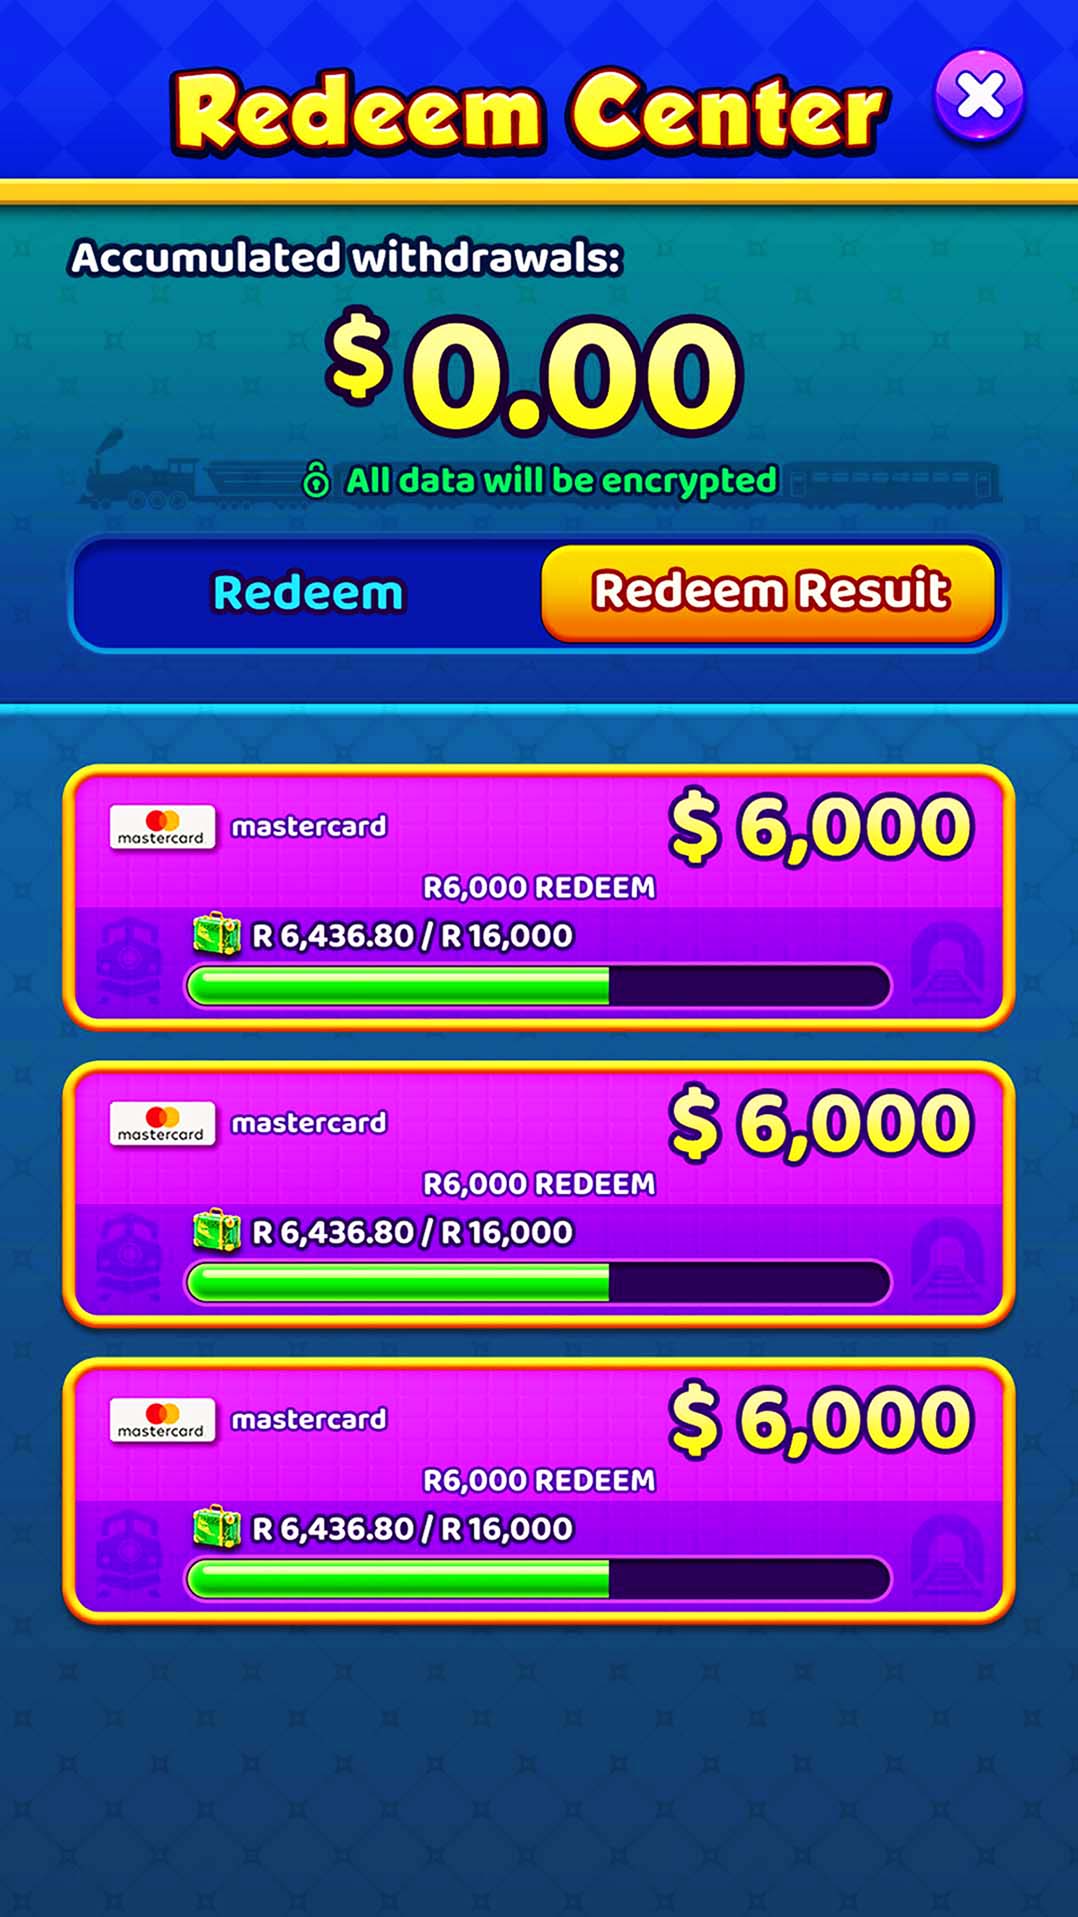 Redeem Center
Accumulated withdrawals:
$0.00
All data will be encrypted
Redeem
Redeem Resuit
mastercard mastercard $ 6,000
R6,000 REDEEM
R 6,436.80 / R 16,000
mastercard mastercard $ 6,000
R6,000 REDEEM
R 6,436.80 / R 16,000
mastercard mastercard $ 6,000
R6,000 REDEEM
R 6,436.80 / R 16,000